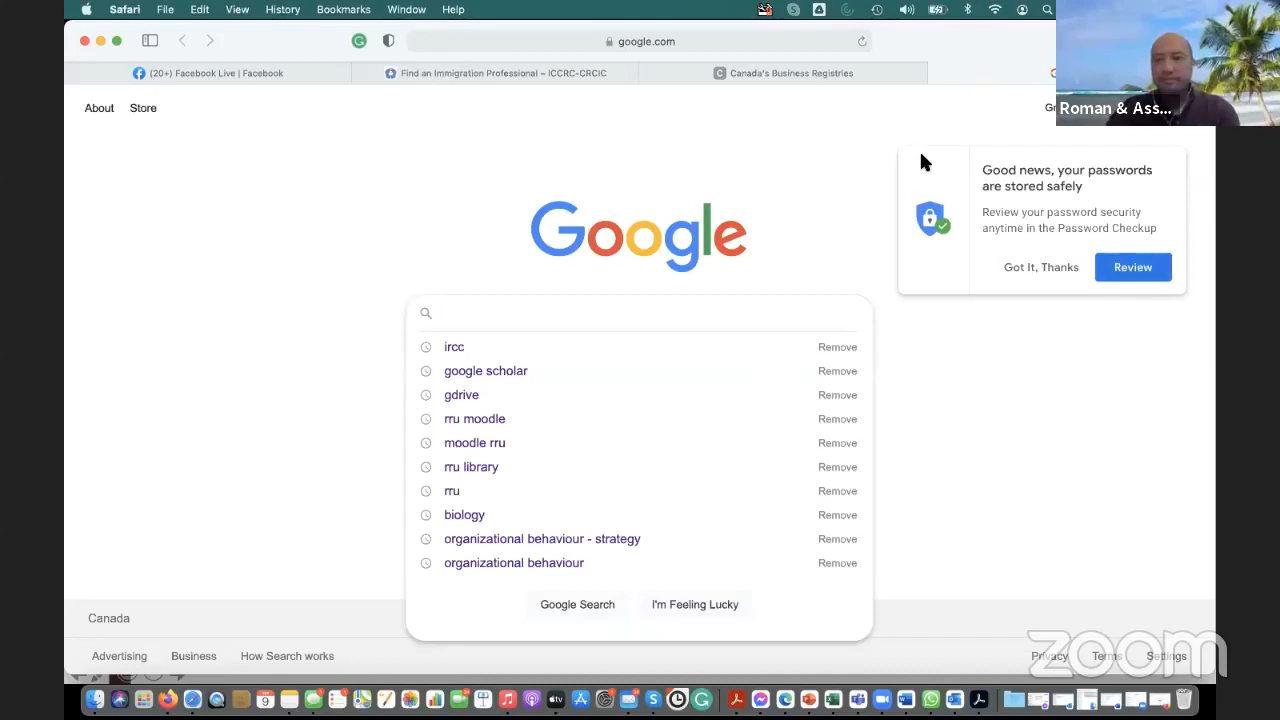 Safari File Edit View History Bookmarks Window Help
google.com
(20+) Facebook Live | Facebook
Find an Immigration Professional – ICCRC-CRCIC
C Canada's Business Registries
About Store
Roman & Ass...
Good news, your passwords
are stored safely
Review your password security
anytime in the Password Checkup
Got It, Thanks Review
Google
ircc Remove
google scholar Remove
gdrive Remove
rru moodle Remove
moodle rru Remove
rru library Remove
rru Remove
biology Remove
organizational behaviour - strategy Remove
organizational behaviour Remove
Google Search I'm Feeling Lucky
Canada
Advertising Business How Search works Privacy Terms Settings
zoom
9